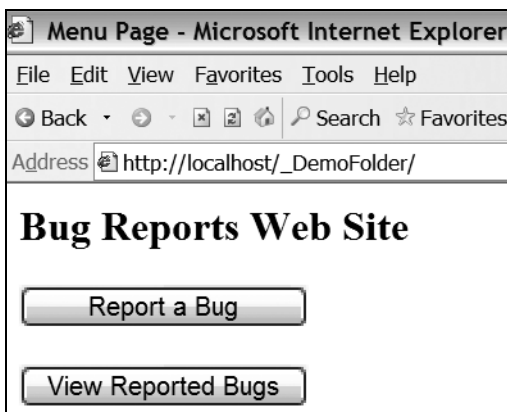 Menu Page - Microsoft Internet Explorer
File Edit View Favorites Tools Help
Back Search Favorites
Address http://localhost/_DemoFolder/
Bug Reports Web Site
Report a Bug
View Reported Bugs